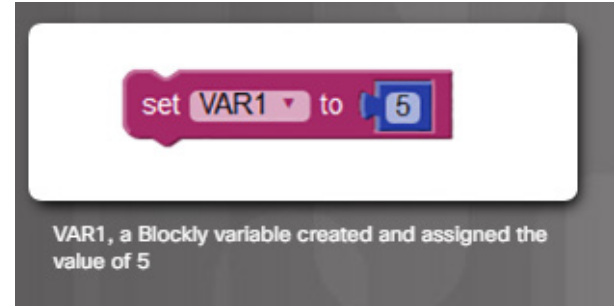 set VAR1 to 5
VAR1, a Blockly variable created and assigned the
value of 5